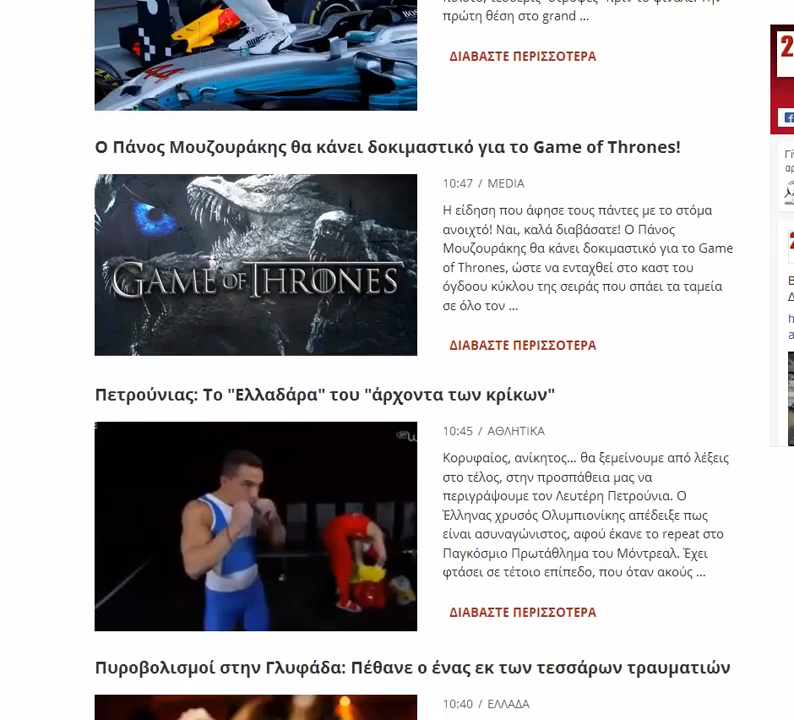 πρώτη θέση στο grand ...
ΔΙΑΒΑΣΤΕ ΠΕΡΙΣΣΟΤΕΡΑ
44
Ο Πάνος Μουζουράκης θα κάνει δοκιμαστικό για το Game of Thrones!
GAME OF THRONES
10:47 / MEDIA
Η είδηση που άφησε τους πάντες με το στόμα
ανοιχτό! Ναι, καλά διαβάσατε! Ο Πάνος
Μουζουράκης θα κάνει δοκιμαστικό για το Game
of Thrones, ώστε να ενταχθεί στο καστ του
όγδοου κύκλου της σειράς που σπάει τα ταμεία
σε όλο τον ...
ΔΙΑΒΑΣΤΕ ΠΕΡΙΣΣΟΤΕΡΑ
Πετρούνιας: Το "Ελλαδάρα" του "άρχοντα των κρίκων"
10:45 / ΑΘΛΗΤΙΚΑ
Κορυφαίος, ανίκητος… θα ξεμείνουμε από λέξεις
στο τέλος, στην προσπάθεια μας να
περιγράψουμε τον Λευτέρη Πετρούνια. Ο
Έλληνας χρυσός Ολυμπιονίκης απέδειξε πως
είναι ασυναγώνιστος, αφού έκανε το repeat στο
Παγκόσμιο Πρωτάθλημα του Μόντρεαλ. Έχει
φτάσει σε τέτοιο επίπεδο, που όταν ακούς ...
ΔΙΑΒΑΣΤΕ ΠΕΡΙΣΣΟΤΕΡΑ
Πυροβολισμοί στην Γλυφάδα: Πέθανε ο ένας εκ των τεσσάρων τραυματιών
10:40 / ΕΛΛΑΔΑ